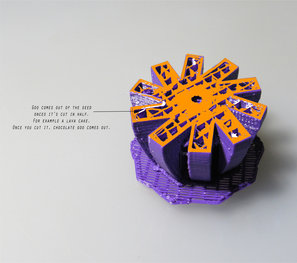 Goo comes out of the seed
onces it's cut in half.
For example a lava cake.
Once you cut it, chocolate goo comes out.